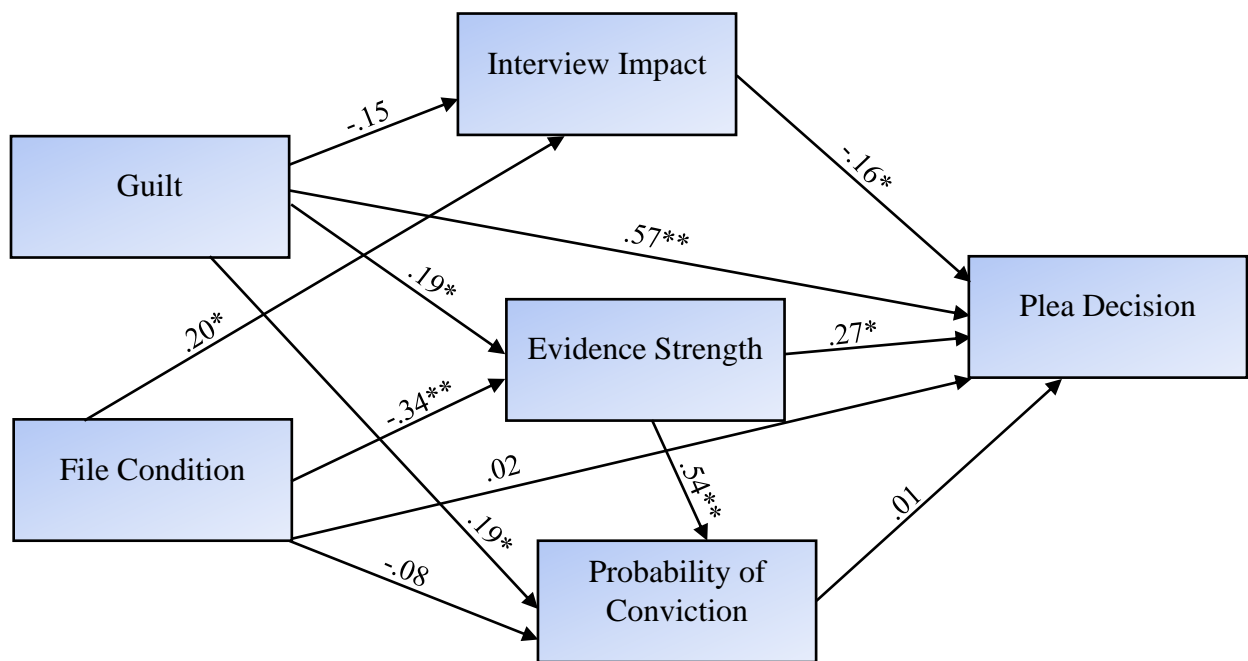 Interview Impact
-.15
Guilt
-.16*
.57**
.19*
Plea Decision
.20*
Evidence Strength
.27*
-.34**
File Condition
.02
.54**
.19*
.01
-.08
Probability of
Conviction